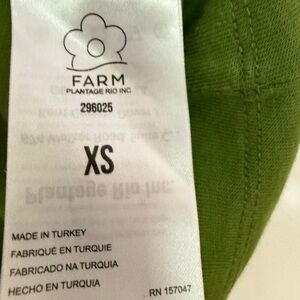 FARM
PLANTAGE RIO INC
296025
XS
MADE IN TURKEY
FABRIQUÉ EN TURQUIE
FABRICADO NA TURQUIA
HECHO EN TURQUIA
RN 157047